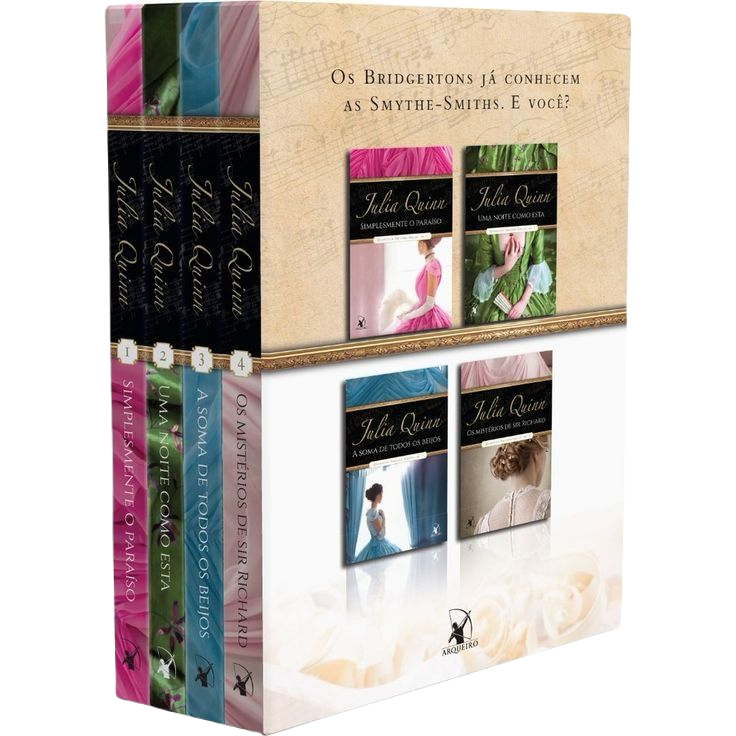 Os Bridgertons já conhecem
as Smythe-Smiths. E você?
Julia Quinn
Simplesmente o paraíso
Julia Quinn
Uma noite como esta
Julia Quinn
A soma de todos os beijos
Julia Quinn
Os mistérios de sir Richard
ARQUEIRO
Julia Quinn
1
Simplesmente o paraíso
Julia Quinn
2
Uma noite como esta
Julia Quinn
3
A soma de todos os beijos
Julia Quinn
4
Os mistérios de sir Richard